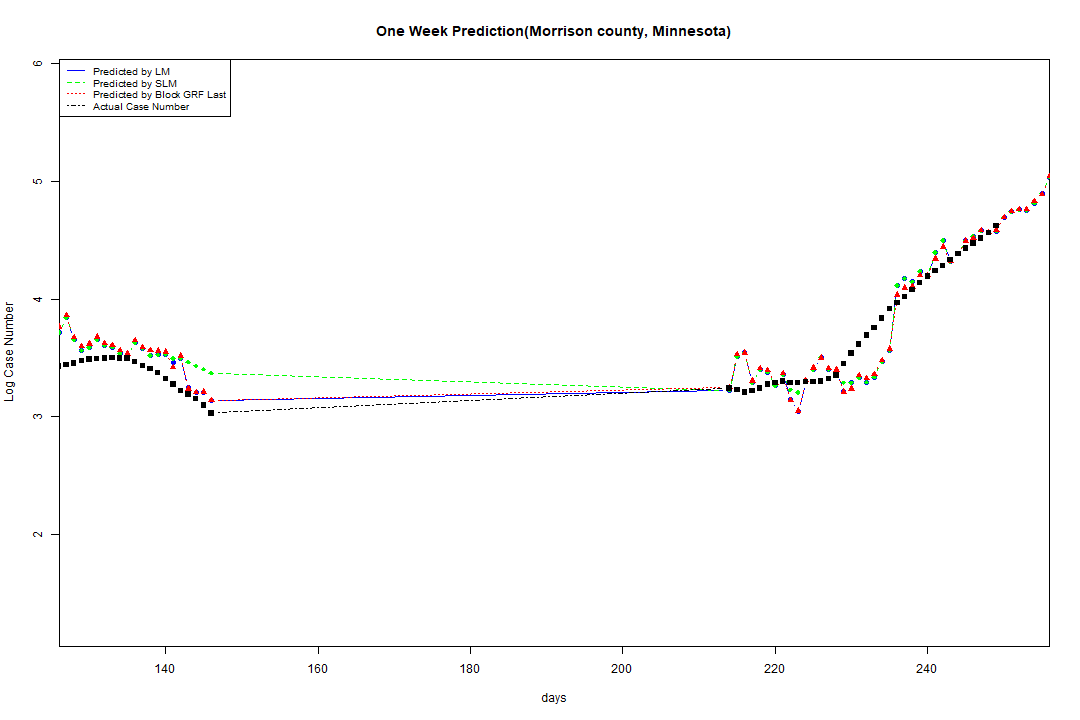 One Week Prediction(Morrison county, Minnesota)
Predicted by LM
Predicted by SLM
Predicted by Block GRF Last
Actual Case Number
Log Case Number
6
5
4
3
2
140 160 180 200 220 240
days